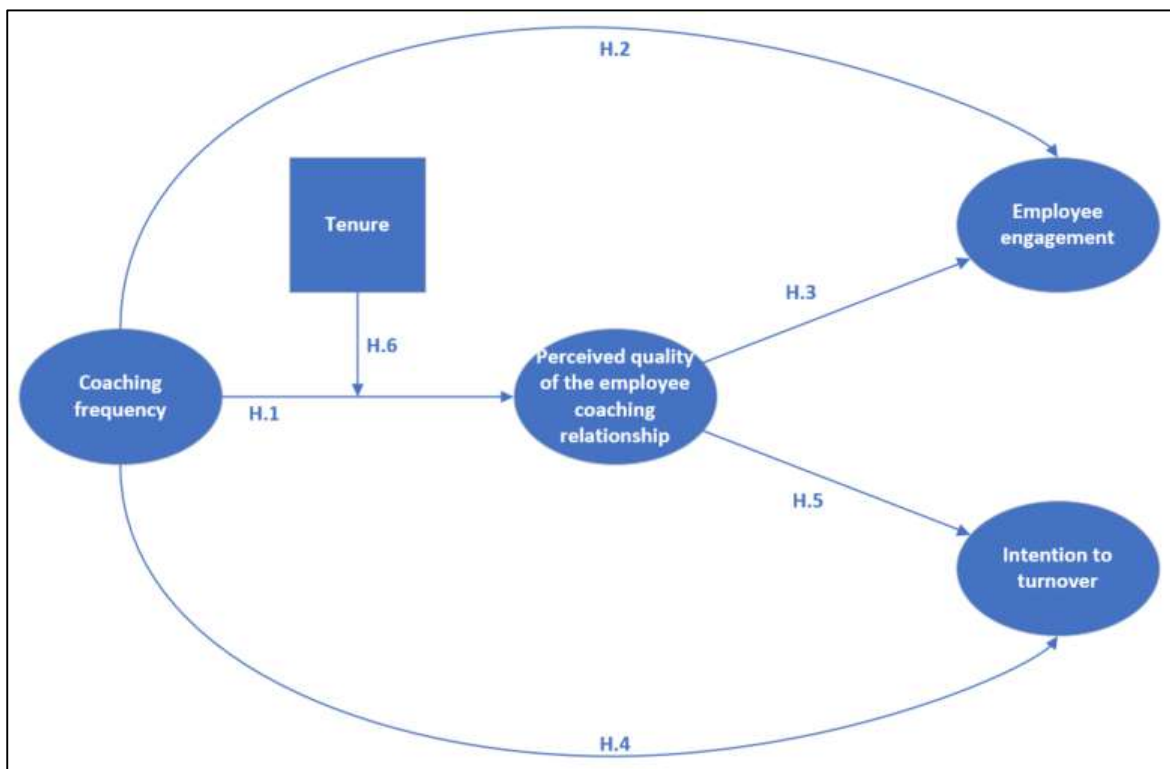 H.2
Tenure
Employee
engagement
H.3
H.6
Coaching
frequency
Perceived quality
of the employee
coaching
relationship
H.1
H.5
Intention to
turnover
H.4